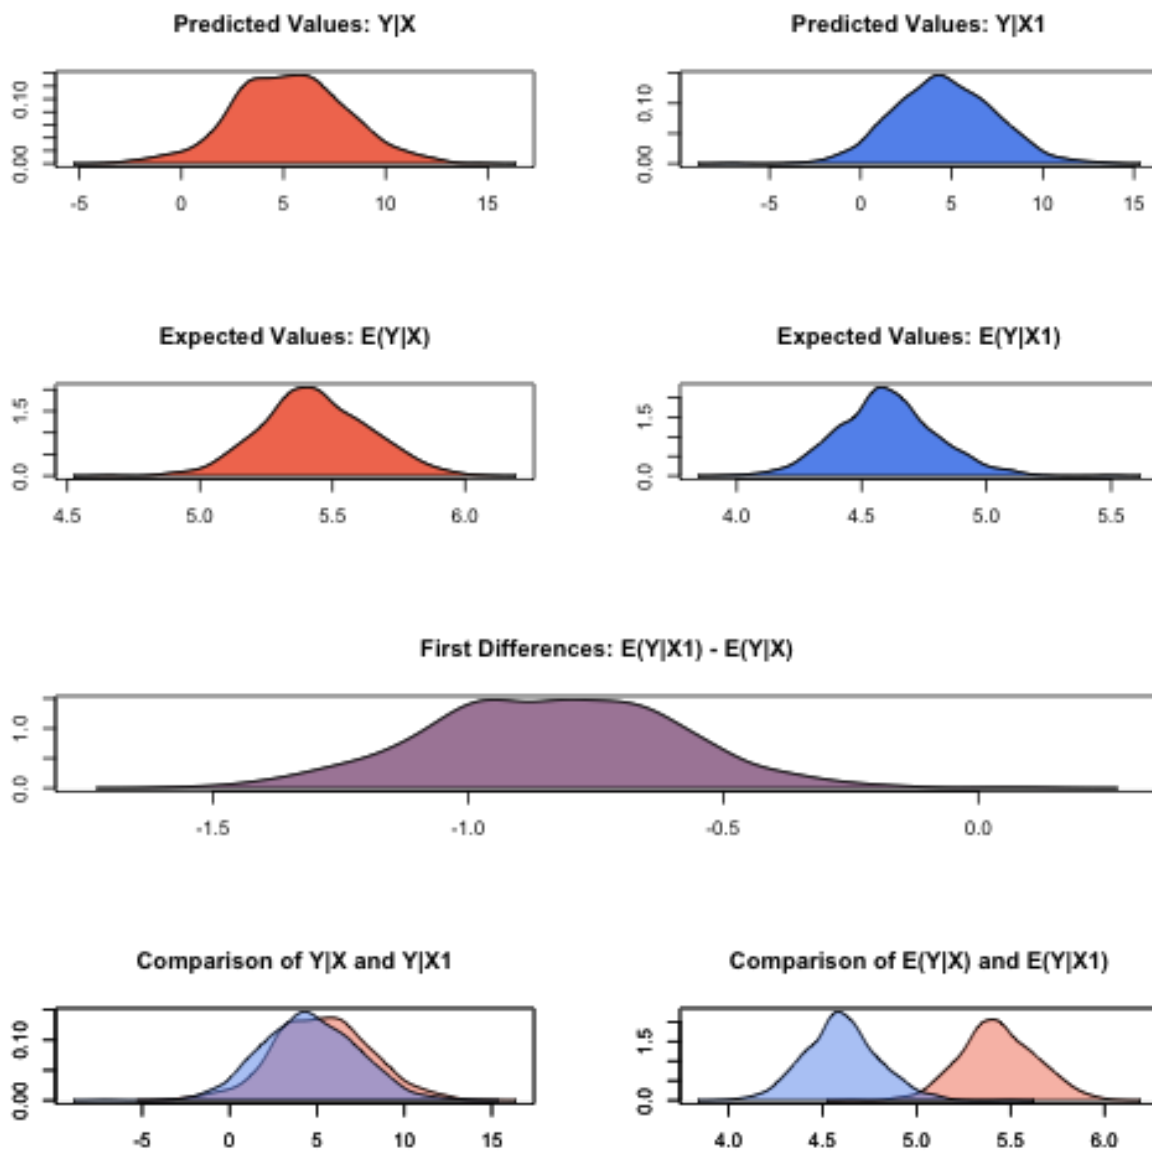 Predicted Values: Y|X
Predicted Values: Y|X1
0.00 0.10
-5 0 5 10 15
0.00 0.10
-5 0 5 10 15
Expected Values: E(Y|X)
Expected Values: E(Y|X1)
0.0 1.5
4.5 5.0 5.5 6.0
0.0 1.5
4.0 4.5 5.0 5.5
First Differences: E(Y|X1) - E(Y|X)
0.0 1.0
-1.5 -1.0 -0.5 0.0
Comparison of Y|X and Y|X1
Comparison of E(Y|X) and E(Y|X1)
0.00 0.10
-5 0 5 10 15
0.0 1.5
4.0 4.5 5.0 5.5 6.0